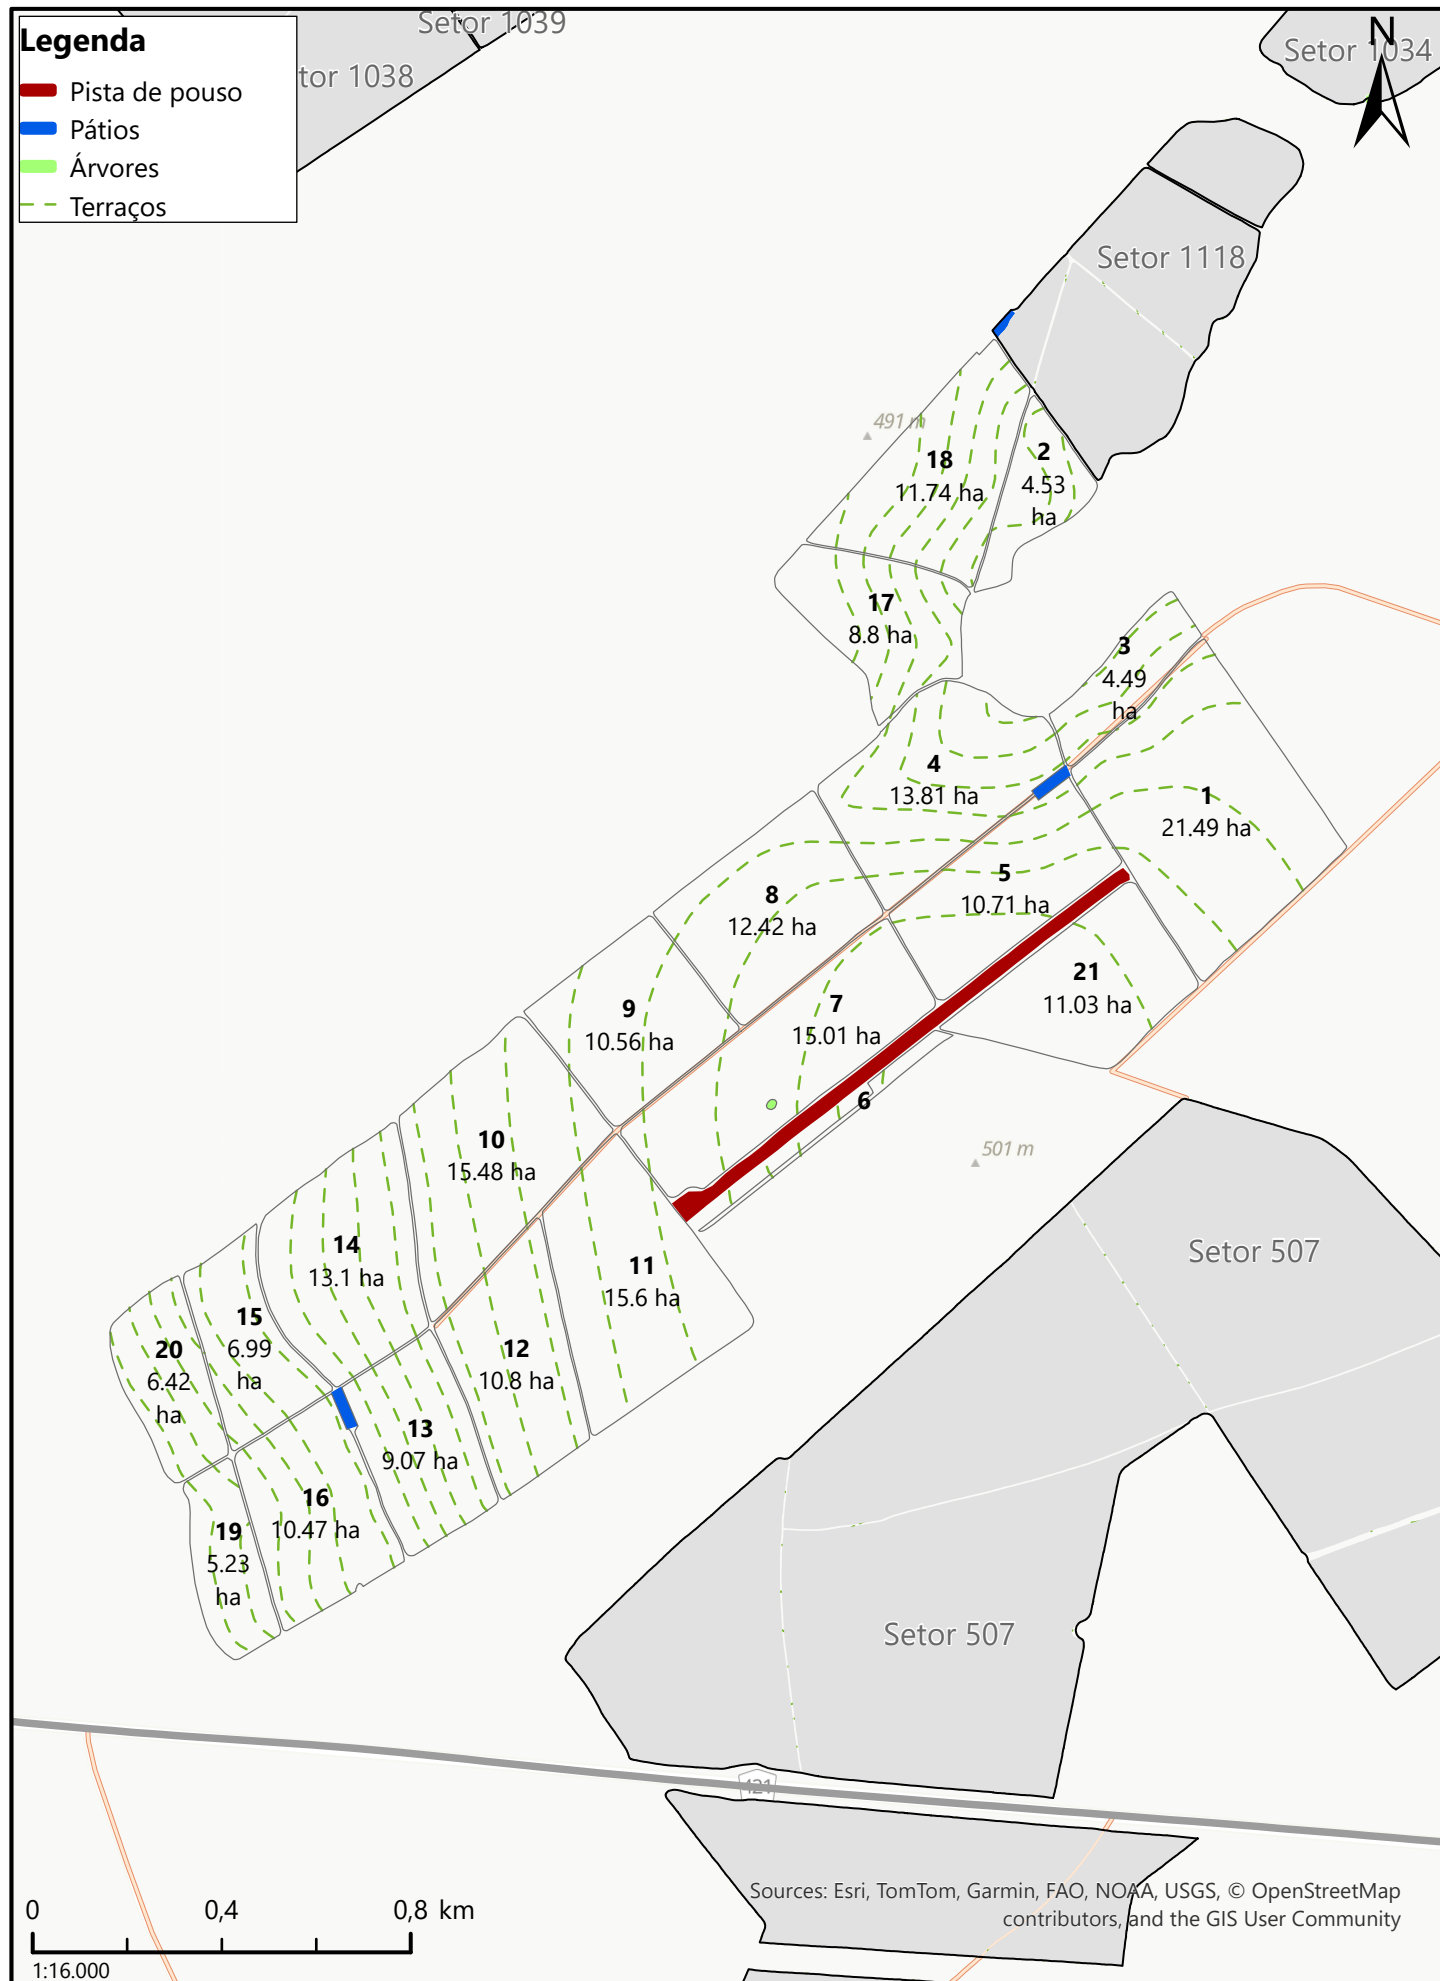 Setor 1039
Legenda
tor 1038
Setor 1034
N
Pista de pouso
Pátios
Árvores
Terraços
Setor 1118
491 m
18
11.74 ha
2
4.53
ha
17
8.8 ha
3
4.49
ha
4
13.81 ha
1
21.49 ha
5
10.71 ha
8
12.42 ha
21
11.03 ha
9
10.56 ha
7
15.01 ha
6
10
15.48 ha
501 m
14
13.1 ha
11
15.6 ha
Setor 507
15
6.99
ha
20
6.42
ha
12
10.8 ha
13
9.07 ha
16
10.47 ha
19
5.23
ha
Setor 507
421
Sources: Esri, TomTom, Garmin, FAO, NOAA, USGS, © OpenStreetMap
contributors, and the GIS User Community
0 0,4 0,8 km
1:16.000